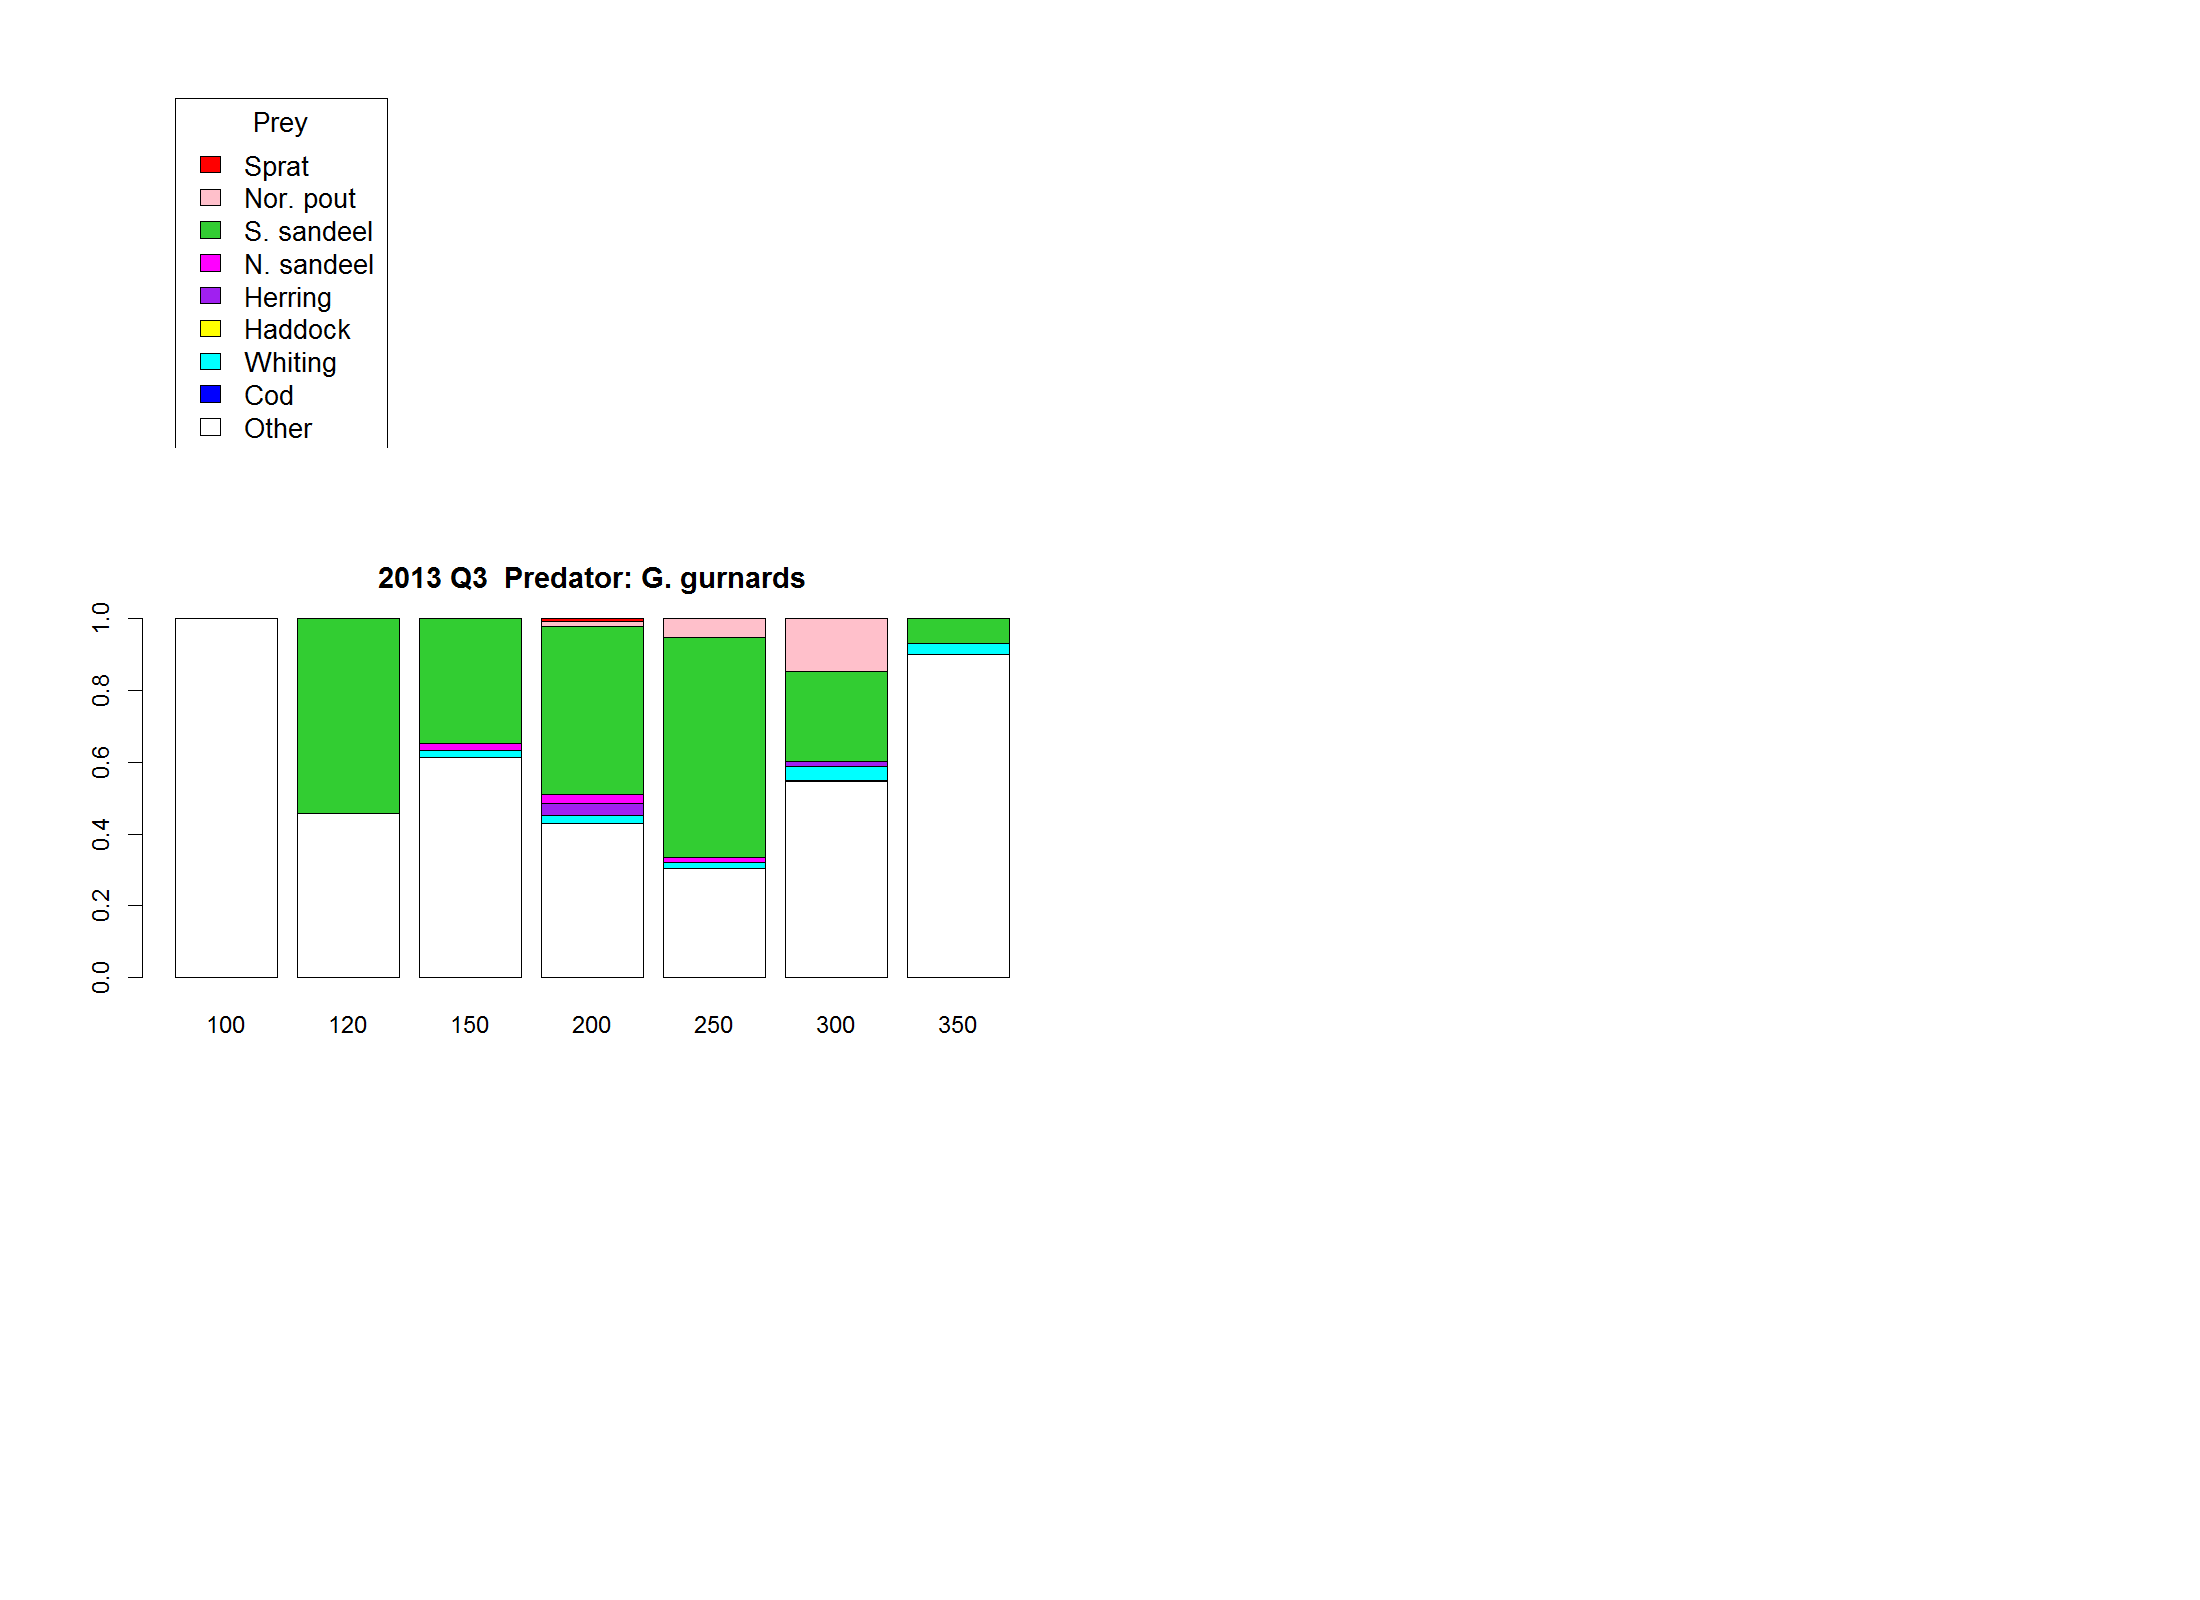 Prey
Sprat
Nor. pout
S. sandeel
N. sandeel
Herring
Haddock
Whiting
Cod
Other
2013 Q3  Predator: G. gurnards
1.0
0.8
0.6
0.4
0.2
0.0
100 120 150 200 250 300 350